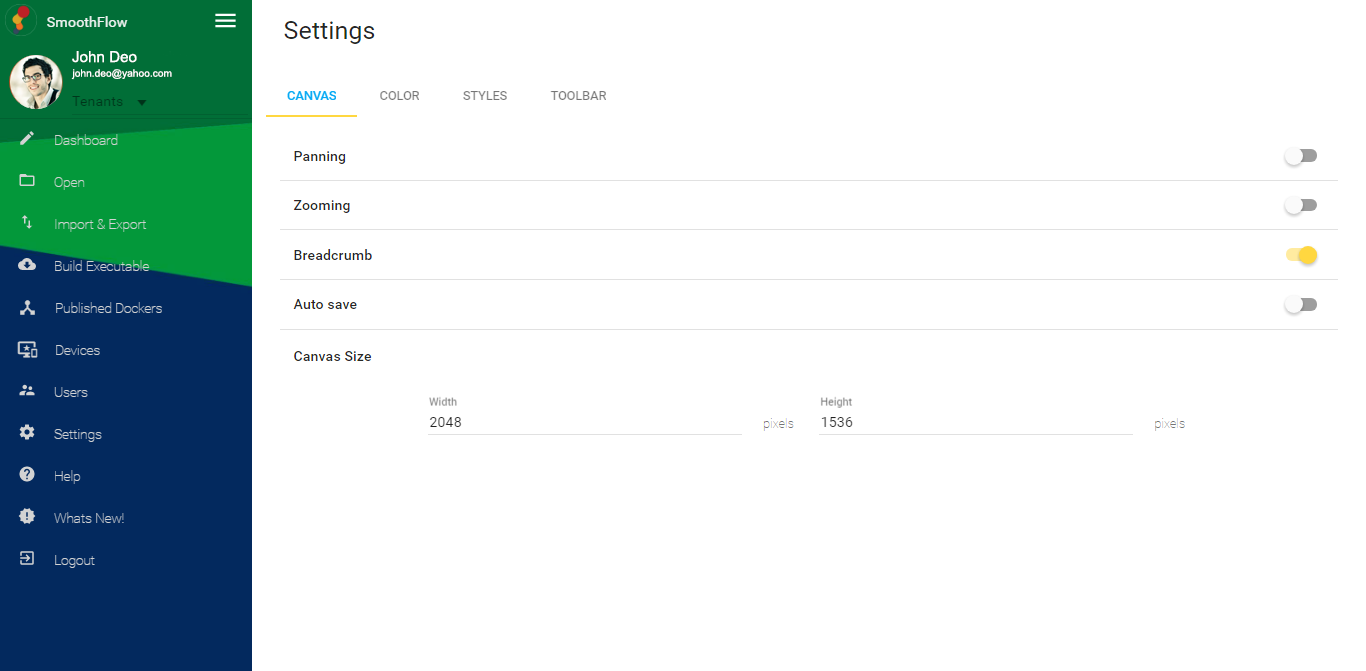 SmoothFlow
John Deo
john.deo@yahoo.com
Tenants
Dashboard
Open
Import & Export
Build Executable
Published Dockers
Devices
Users
Settings
Help
Whats New!
Logout
Settings
CANVAS COLOR STYLES TOOLBAR
Panning
Zooming
Breadcrumb
Auto save
Canvas Size
Width Height
2048 pixels 1536 pixels